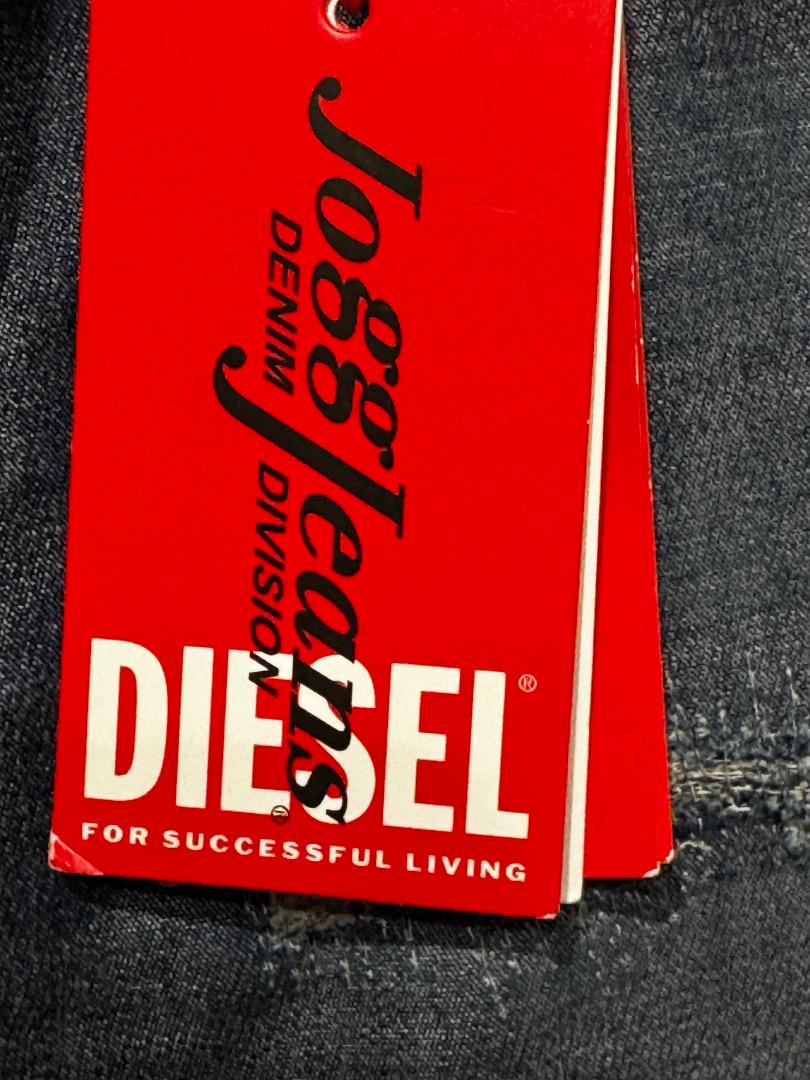 JoggJeans
DENIM DIVISION
®
DIESEL®
FOR SUCCESSFUL LIVING